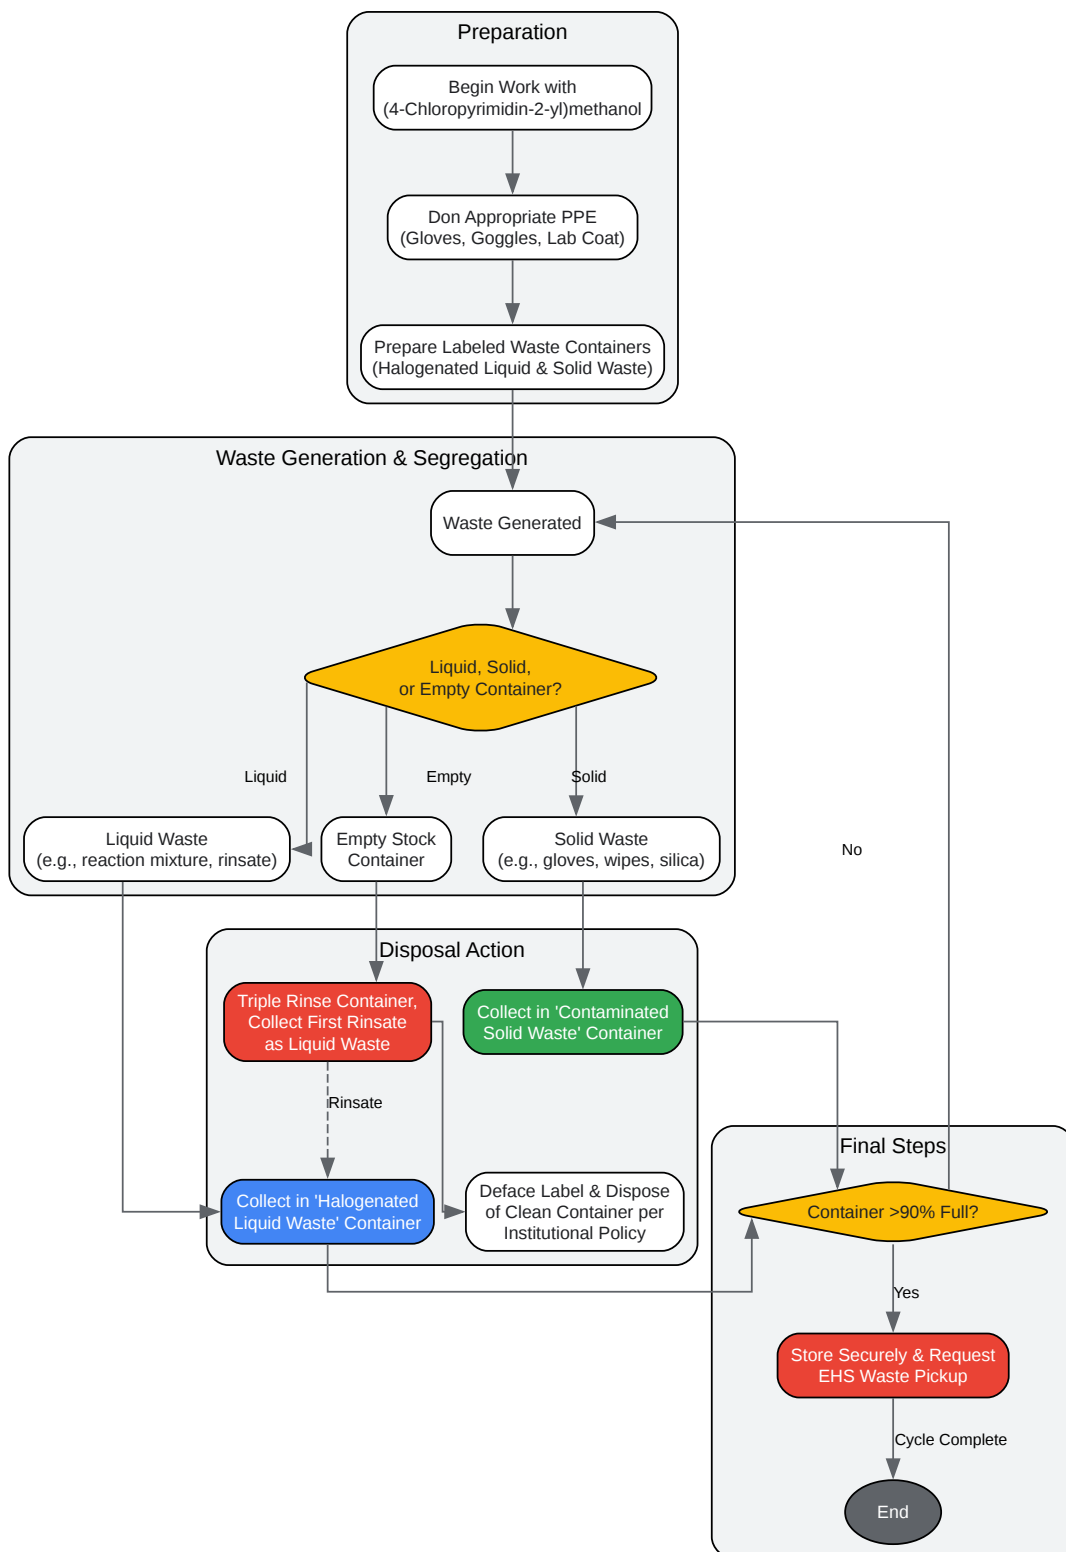 Preparation
Begin Work with
(4-Chloropyrimidin-2-yl)methanol
Don Appropriate PPE
(Gloves, Goggles, Lab Coat)
Prepare Labeled Waste Containers
(Halogenated Liquid & Solid Waste)
Waste Generation & Segregation
Waste Generated
Liquid, Solid,
or Empty Container?
Liquid
Empty
Solid
Liquid Waste
(e.g., reaction mixture, rinsate)
Empty Stock
Container
Solid Waste
(e.g., gloves, wipes, silica)
No
Disposal Action
Triple Rinse Container,
Collect First Rinsate
as Liquid Waste
Collect in 'Contaminated
Solid Waste' Container
Rinsate
Collect in 'Halogenated
Liquid Waste' Container
Deface Label & Dispose
of Clean Container per
Institutional Policy
Final Steps
Container >90% Full?
Yes
Store Securely & Request
EHS Waste Pickup
Cycle Complete
End